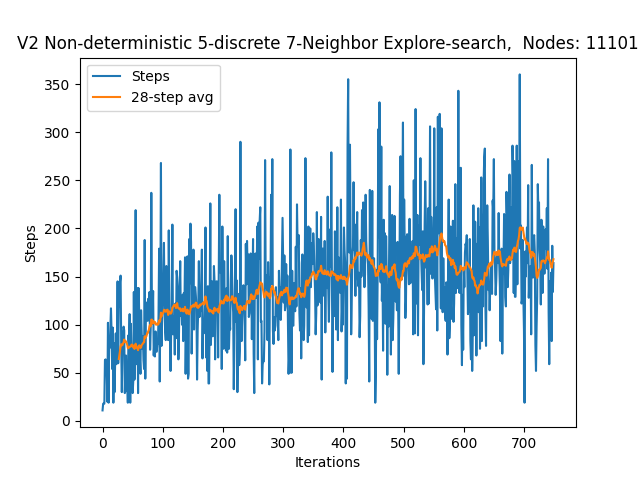 V2 Non-deterministic 5-discrete 7-Neighbor Explore-search,  Nodes: 11101
Steps
28-step avg
350
300
250
200
150
100
50
0
Steps
0 100 200 300 400 500 600 700
Iterations